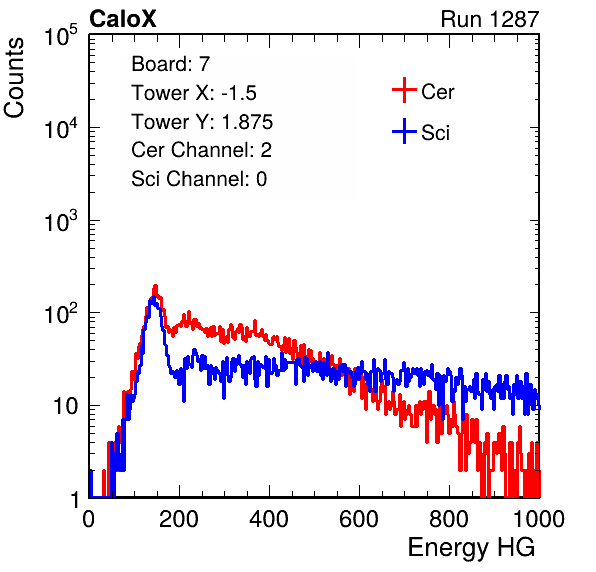 CaloX Run 1287
Counts
Board: 7
Tower X: -1.5
Tower Y: 1.875
Cer Channel: 2
Sci Channel: 0
Cer
Sci
10^5
10^4
10^3
10^2
10
1
0 200 400 600 800 1000
Energy HG